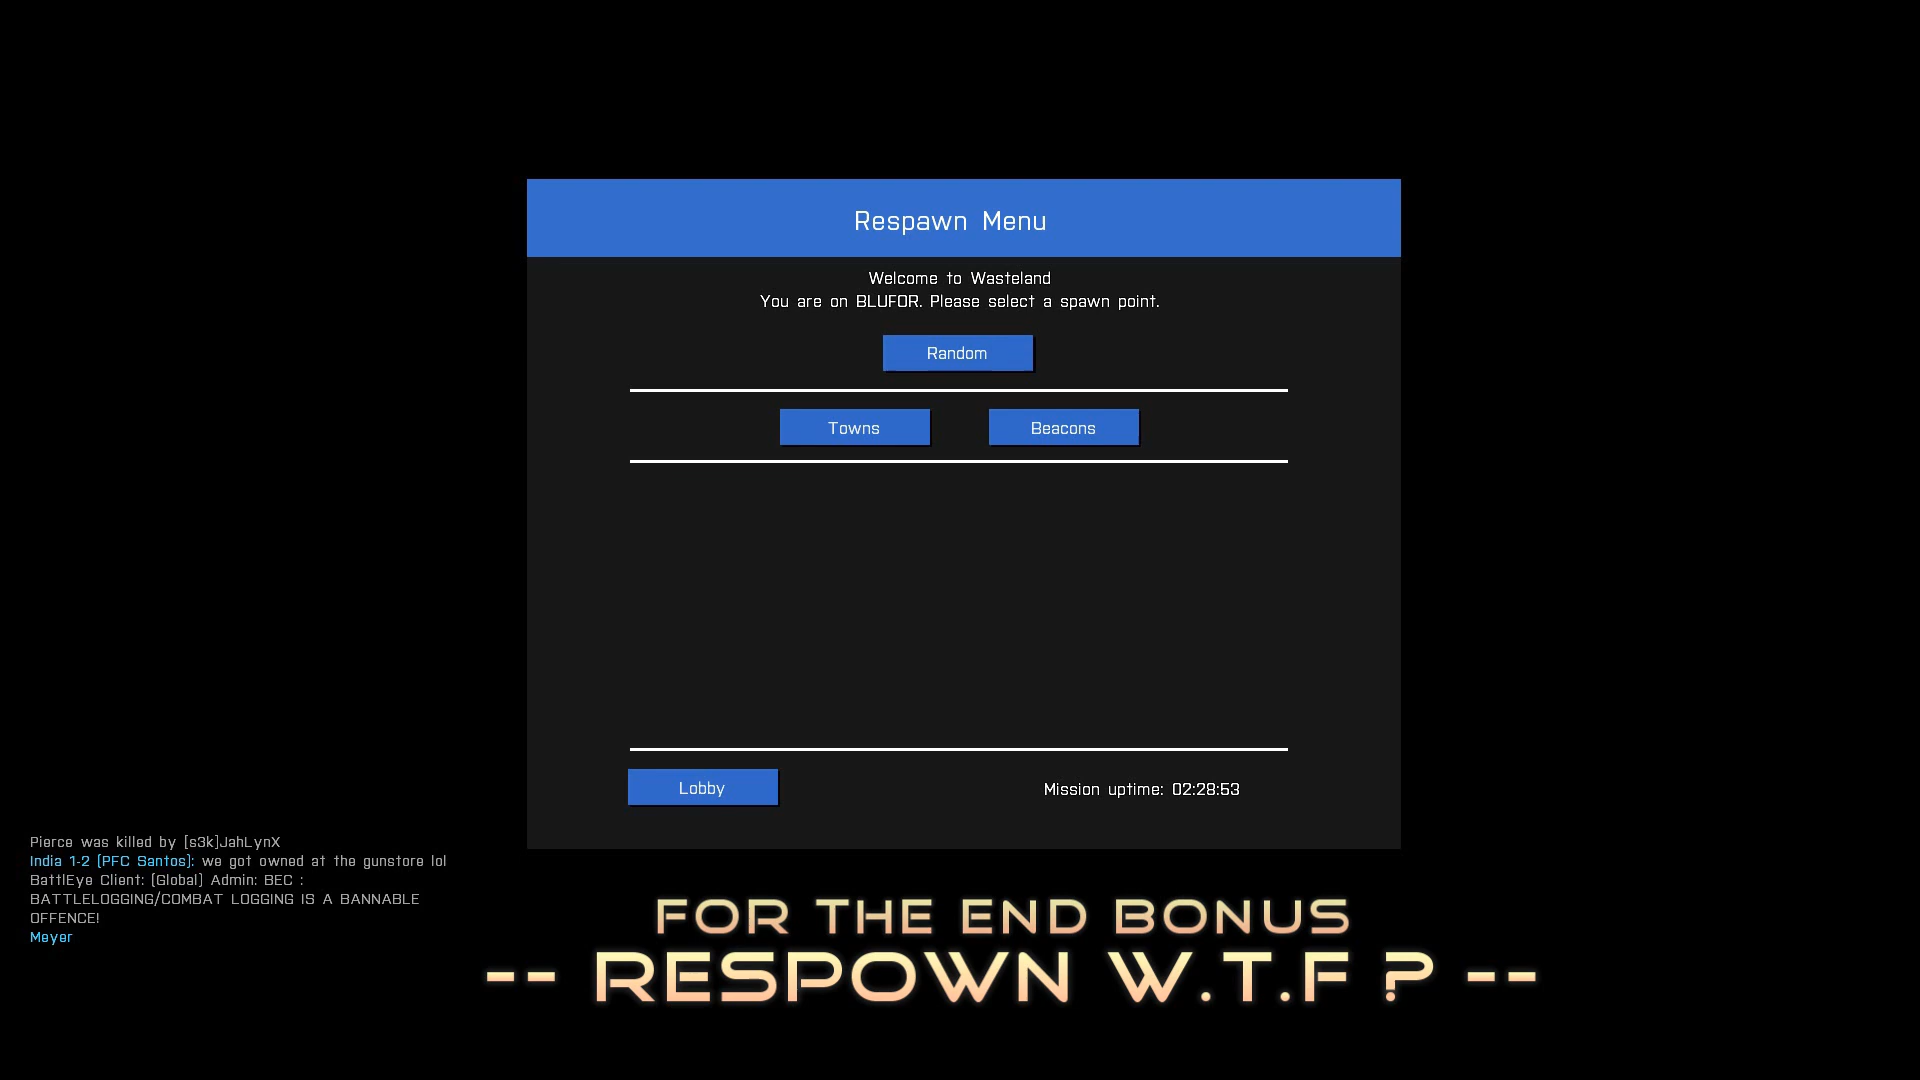 Respawn Menu
Welcome to Wasteland
You are on BLUFOR. Please select a spawn point.
Random
Towns
Beacons
Lobby
Mission uptime: 02:28:53
Pierce was killed by [s3k]JahLynX
India 1-2 (PFC Santos): we got owned at the gunstore lol
BattlEye Client: (Global) Admin: BEC :
BATTLELOGGING/COMBAT LOGGING IS A BANNABLE
OFFENCE!
Meyer
FOR THE END BONUS
-- RESPOWN W.T.F ? --